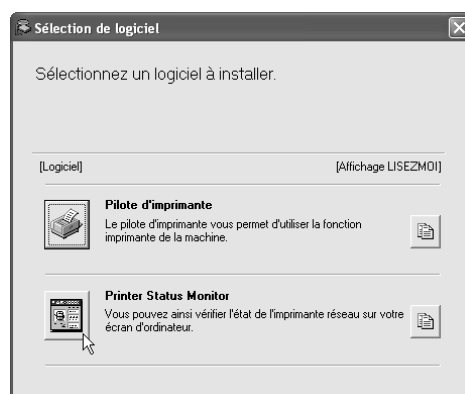 Sélection de logiciel
Sélectionnez un logiciel à installer.
[Logiciel]
[Affichage LISEZMOI]
Pilote d'imprimante
Le pilote d'imprimante vous permet d'utiliser la fonction
imprimante de la machine.
Printer Status Monitor
Vous pouvez ainsi vérifier l'état de l'imprimante réseau sur votre
écran d'ordinateur.